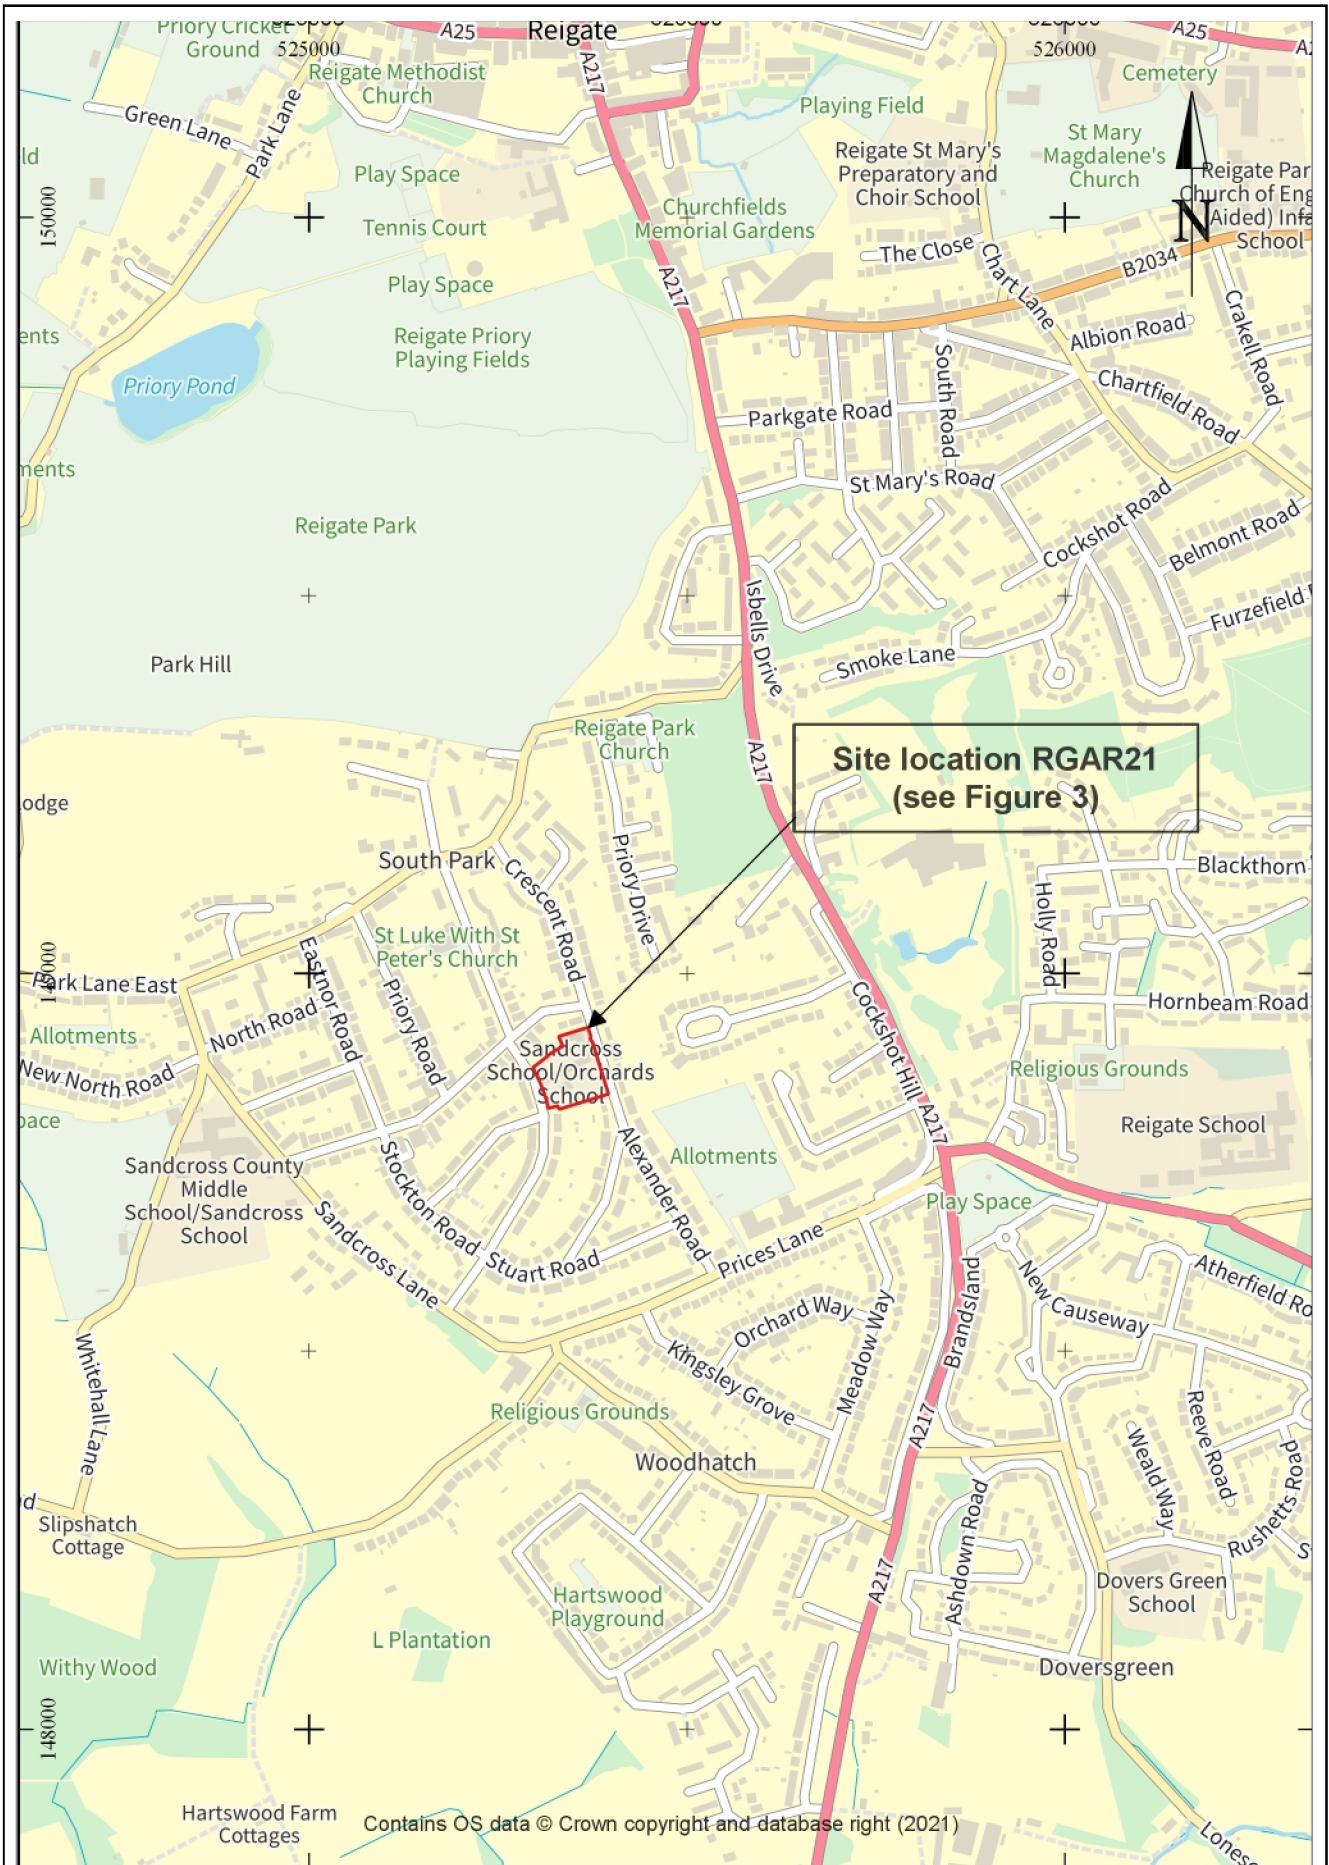 Priory Cricket
Ground
525000
A25
Reigate
A217
526000
A25
Reigate Methodist
Church
Cemetery
Green Lane
Park Lane
Playing Field
St Mary
Magdalene's
Church
Reigate St Mary's
Preparatory and
Choir School
Play Space
Reigate Par
Church of Eng
(Aided) Infa
School
N
150000
Tennis Court
Churchfields
Memorial Gardens
The Close
Chart Lane
B2034
Play Space
A217
Crakell Road
Albion Road
ents
Reigate Priory
Playing Fields
South Road
Priory Pond
Chartfield Road
Parkgate Road
ments
St Mary's Road
Reigate Park
Cockshot Road
Belmont Road
Isbells Drive
Furzefield
Park Hill
Smoke Lane
Reigate Park
Church
A217
Site location RGAR21
(see Figure 3)
odge
South Park
Crescent Road
Priory Drive
Blackthorn
Holly Road
St Luke With St
Peter's Church
Eastnor Road
Priory Road
149000
Park Lane East
Cockshot Hill
Hornbeam Road
Allotments
North Road
New North Road
Sandcross
School/Orchards
School
Religious Grounds
A217
pace
Reigate School
Alexander Road
Allotments
Sandcross County
Middle
School/Sandcross
School
Stockton Road
Play Space
Sandcross Lane
Stuart Road
Prices Lane
New Causeway
Atherfield Ro
Brandsland
Orchard Way
Meadow Way
Whitehall Lane
Kingsley Grove
A217
Reeve Road
Religious Grounds
Weald Way
Woodhatch
Rushetts Road
Slipshatch
Cottage
Ashdown Road
A217
Dovers Green
School
Hartswood
Playground
L Plantation
Withy Wood
Doversgreen
148000
Hartswood Farm
Cottages
Contains OS data © Crown copyright and database right (2021)
Lonesc